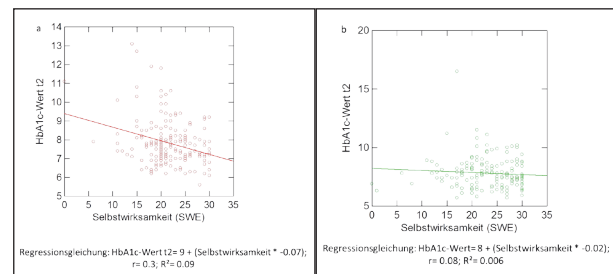 a
HbA1c-Wert t2
14
13
12
11
10
9
8
7
6
5
0 5 10 15 20 25 30 35
Selbstwirksamkeit (SWE)
Regressionsgleichung: HbA1c-Wert t2= 9 + (Selbstwirksamkeit * -0.07);
r= 0.3; R²= 0.09
b
HbA1c-Wert t2
20
15
10
5
0 5 10 15 20 25 30 35
Selbstwirksamkeit (SWE)
Regressionsgleichung: HbA1c-Wert= 8 + (Selbstwirksamkeit * -0.02);
r= 0.08; R²= 0.006